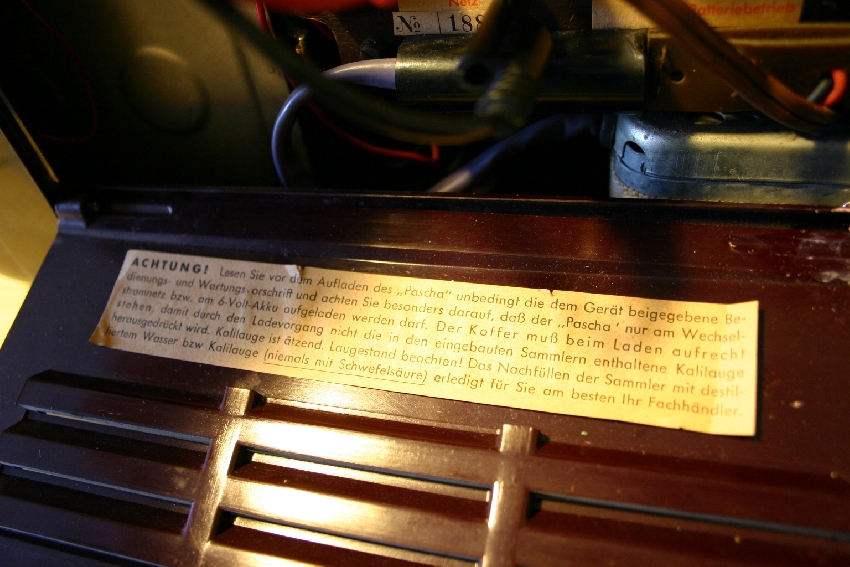 Netz
№ 188
Batteriebetrieb
ACHTUNG! Lesen Sie vor dem Aufladen des „Pascha" unbedingt die dem Gerät beigegebene Be-
dienungs- und Wartungsvorschrift und achten Sie besonders darauf, daß der „Pascha' nur am Wechsel-
stromnetz bzw. am 6-Volt-Akku aufgeladen werden darf. Der Koffer muß beim Laden aufrecht
stehen, damit durch den Ladevorgang nicht die in den eingebauten Sammlern enthaltene Kalilauge
herausgedrückt wird. Kalilauge ist ätzend. Laugestand beachten! Das Nachfüllen der Sammler mit destil-
liertem Wasser bzw Kalilauge (niemals mit Schwefelsäure) erledigt für Sie am besten Ihr Fachhändler.